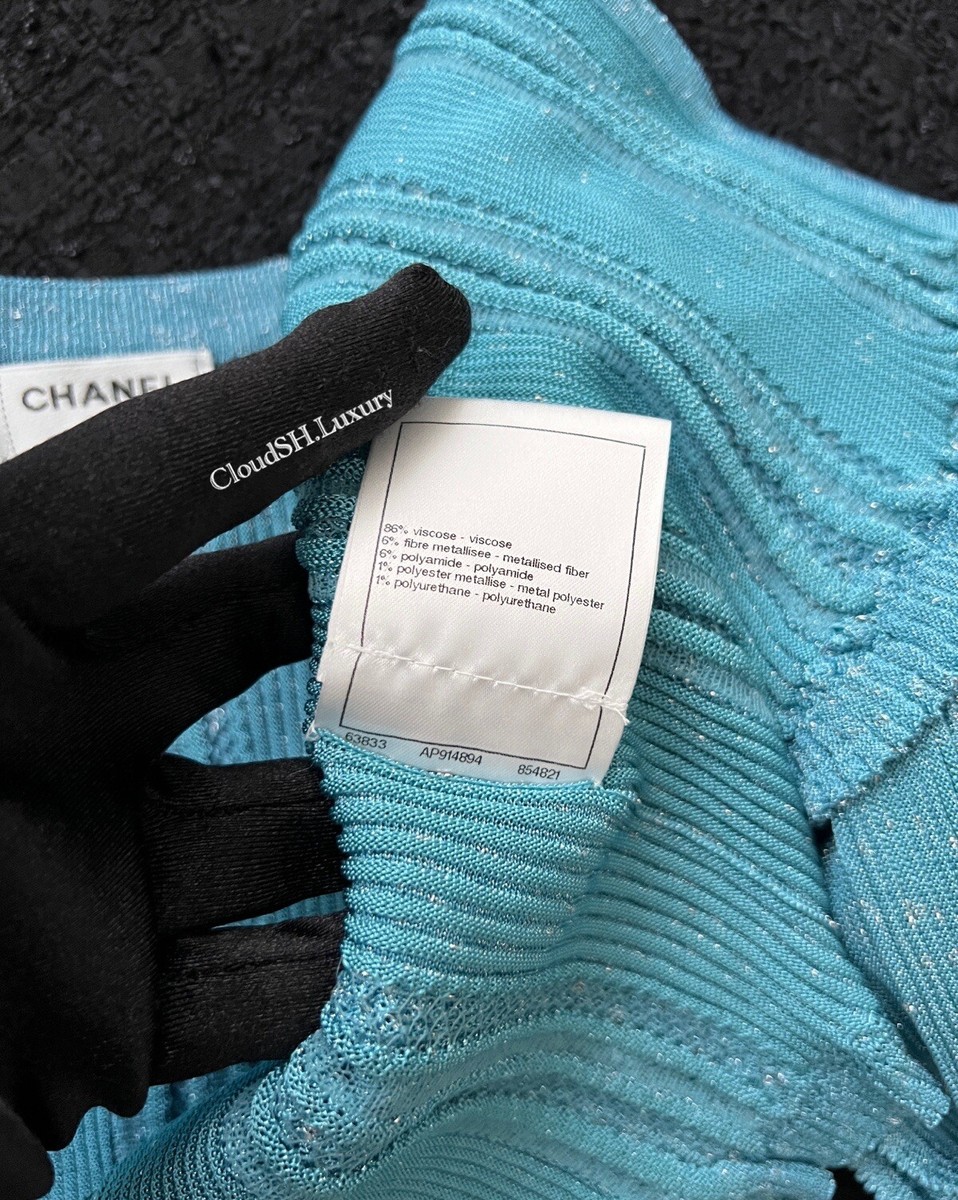 CHANEL
CloudSH.Luxury
86% viscose - viscose
6% fibre metallisee - metallised fiber
6% polyamide - polyamide
1% polyester metallise - metal polyester
1% polyurethane - polyurethane
63833 AP914894 854821